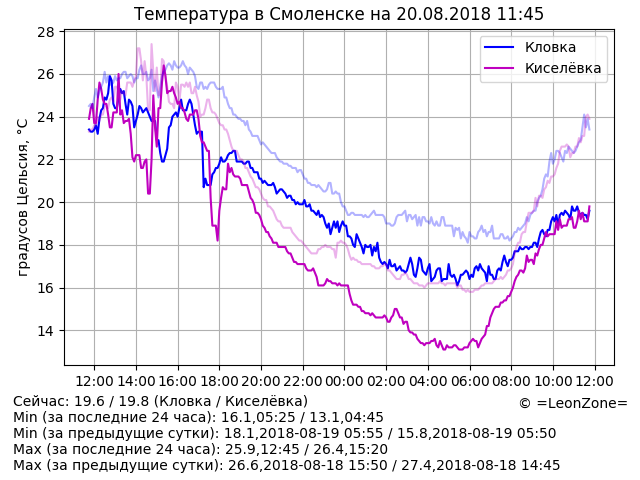 Температура в Смоленске на 20.08.2018 11:45
градусов Цельсия, °C
28
26
24
22
20
18
16
14
Кловка
Киселёвка
12:00 14:00 16:00 18:00 20:00 22:00 00:00 02:00 04:00 06:00 08:00 10:00 12:00
Сейчас: 19.6 / 19.8 (Кловка / Киселёвка)
© =LeonZone=
Min (за последние 24 часа): 16.1,05:25 / 13.1,04:45
Min (за предыдущие сутки): 18.1,2018-08-19 05:55 / 15.8,2018-08-19 05:50
Max (за последние 24 часа): 25.9,12:45 / 26.4,15:20
Max (за предыдущие сутки): 26.6,2018-08-18 15:50 / 27.4,2018-08-18 14:45